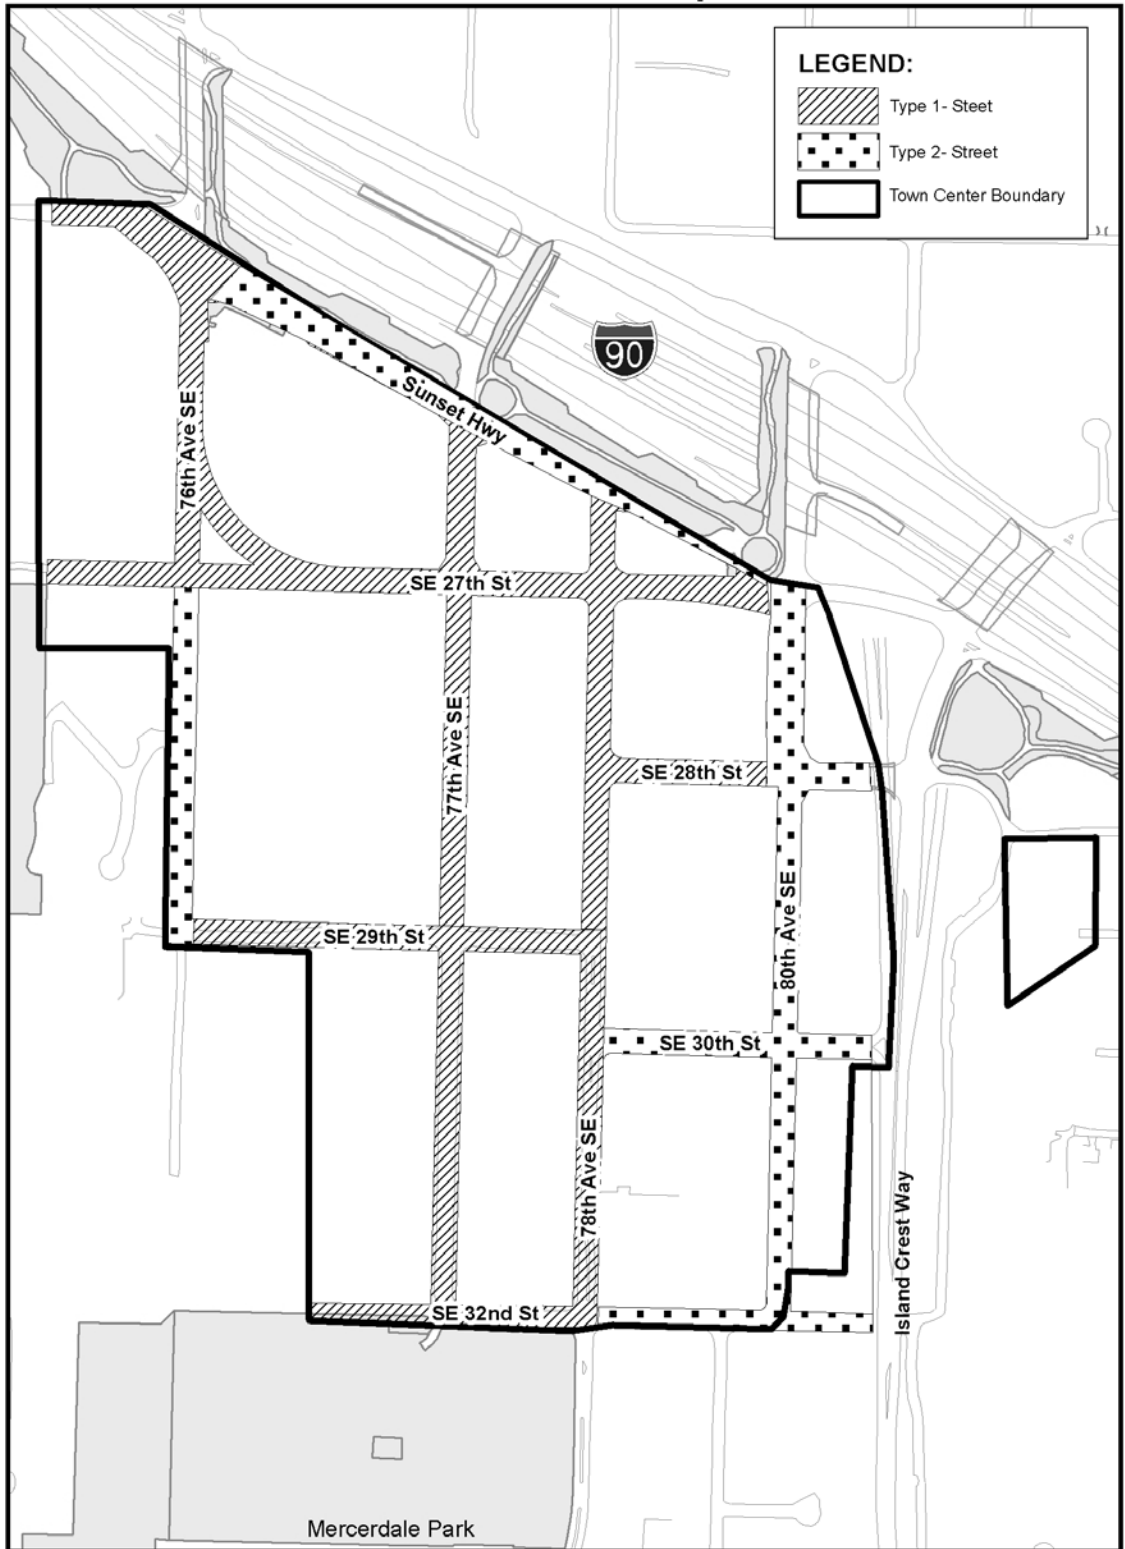 LEGEND:
Type 1- Steet
Type 2- Street
Town Center Boundary
90
Sunset Hwy
76th Ave SE
SE 27th St
77th Ave SE
SE 28th St
80th Ave SE
SE 29th St
SE 30th St
78th Ave SE
Island Crest Way
SE 32nd St
Mercerdale Park